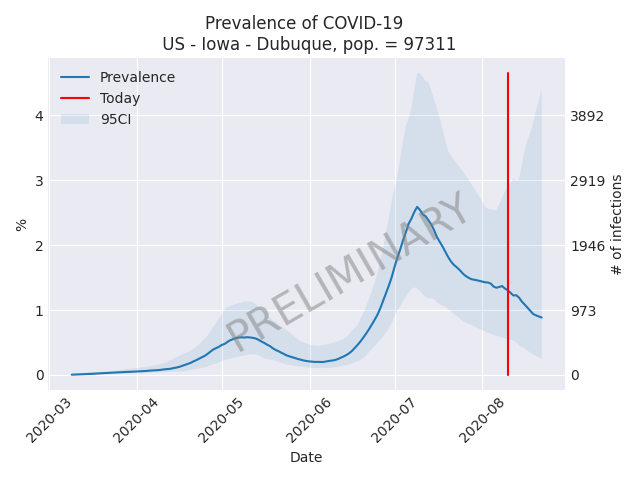 Prevalence of COVID-19
US - Iowa - Dubuque, pop. = 97311
Prevalence
Today
95CI
PRELIMINARY
%
4
3
2
1
0
3892
2919
1946
973
0
# of infections
2020-03
2020-04
2020-05
2020-06
2020-07
2020-08
Date